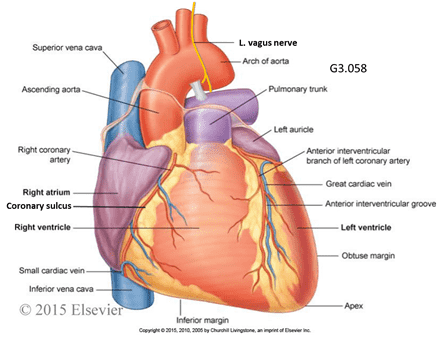 L. vagus nerve
Superior vena cava
Arch of aorta
G3.058
Ascending aorta
Pulmonary trunk
Left auricle
Right coronary
artery
Anterior interventricular
branch of left coronary artery
Great cardiac vein
Right atrium
Anterior interventricular groove
Coronary sulcus
Right ventricle
Left ventricle
Obtuse margin
Small cardiac vein
Inferior vena cava
Apex
© 2015 Elsevier
Inferior margin
Copyright © 2015, 2010, 2005 by Churchill Livingstone, an imprint of Elsevier Inc.